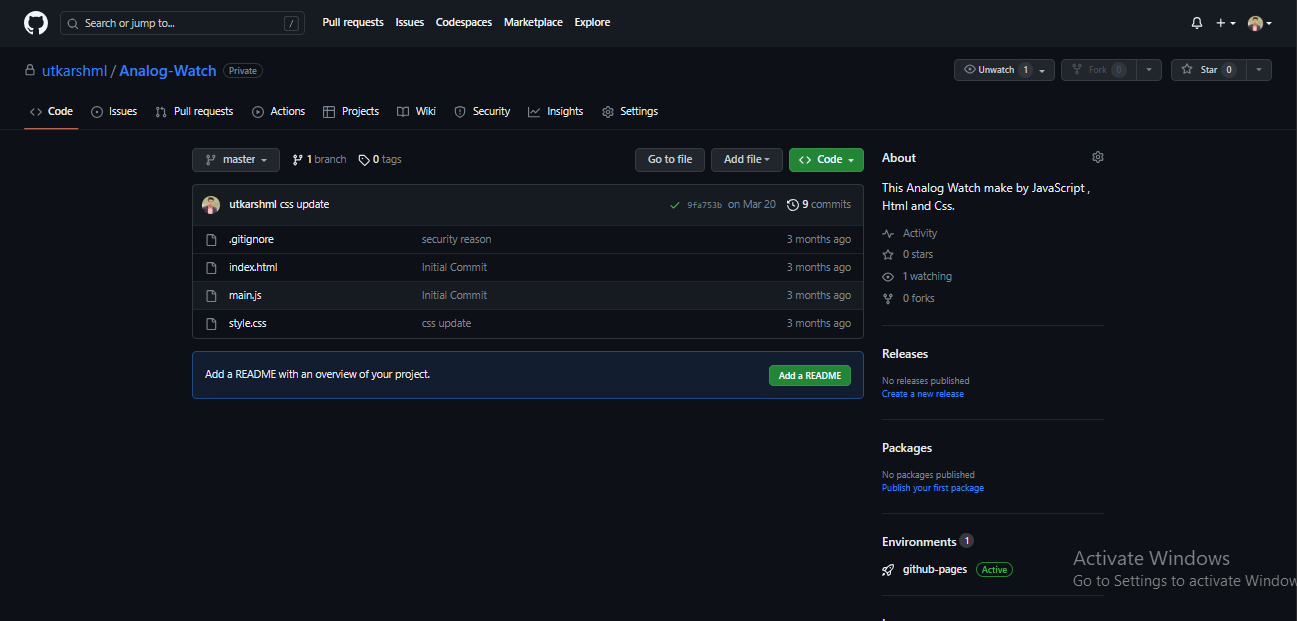 Search or jump to... / Pull requests Issues Codespaces Marketplace Explore
utkarshml / Analog-Watch Private Unwatch 1 Fork 0 Star 0
Code Issues Pull requests Actions Projects Wiki Security Insights Settings
master 1 branch 0 tags Go to file Add file Code
utkarshml css update 9fa753b on Mar 20 9 commits
.gitignore security reason 3 months ago
index.html Initial Commit 3 months ago
main.js Initial Commit 3 months ago
style.css css update 3 months ago
Add a README with an overview of your project. Add a README
About
This Analog Watch make by JavaScript ,
Html and Css.
Activity
0 stars
1 watching
0 forks
Releases
No releases published
Create a new release
Packages
No packages published
Publish your first package
Environments 1
github-pages Active
Activate Windows
Go to Settings to activate Window